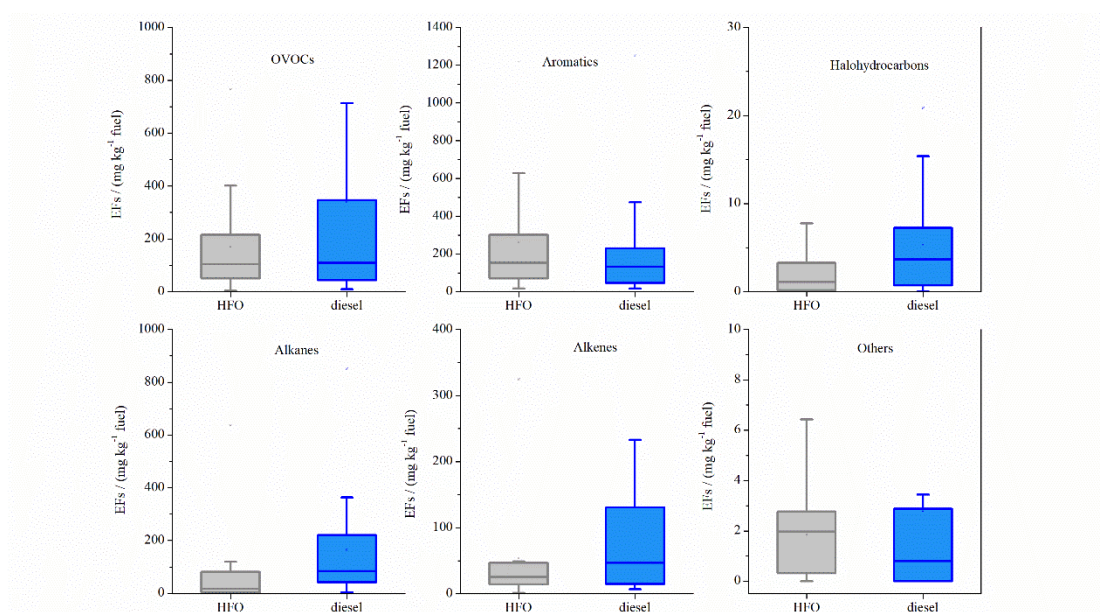 OVOCs
EFs / (mg kg-1 fuel)
1000
800
600
400
200
0
HFO diesel
Aromatics
EFs / (mg kg-1 fuel)
1400
1200
1000
800
600
400
200
0
HFO diesel
Halohydrocarbons
EFs / (mg kg-1 fuel)
30
20
10
0
HFO diesel
Alkanes
EFs / (mg kg-1 fuel)
1000
800
600
400
200
0
HFO diesel
Alkenes
EFs / (mg kg-1 fuel)
400
300
200
100
0
HFO diesel
Others
EFs / (mg kg-1 fuel)
10
8
6
4
2
0
HFO diesel